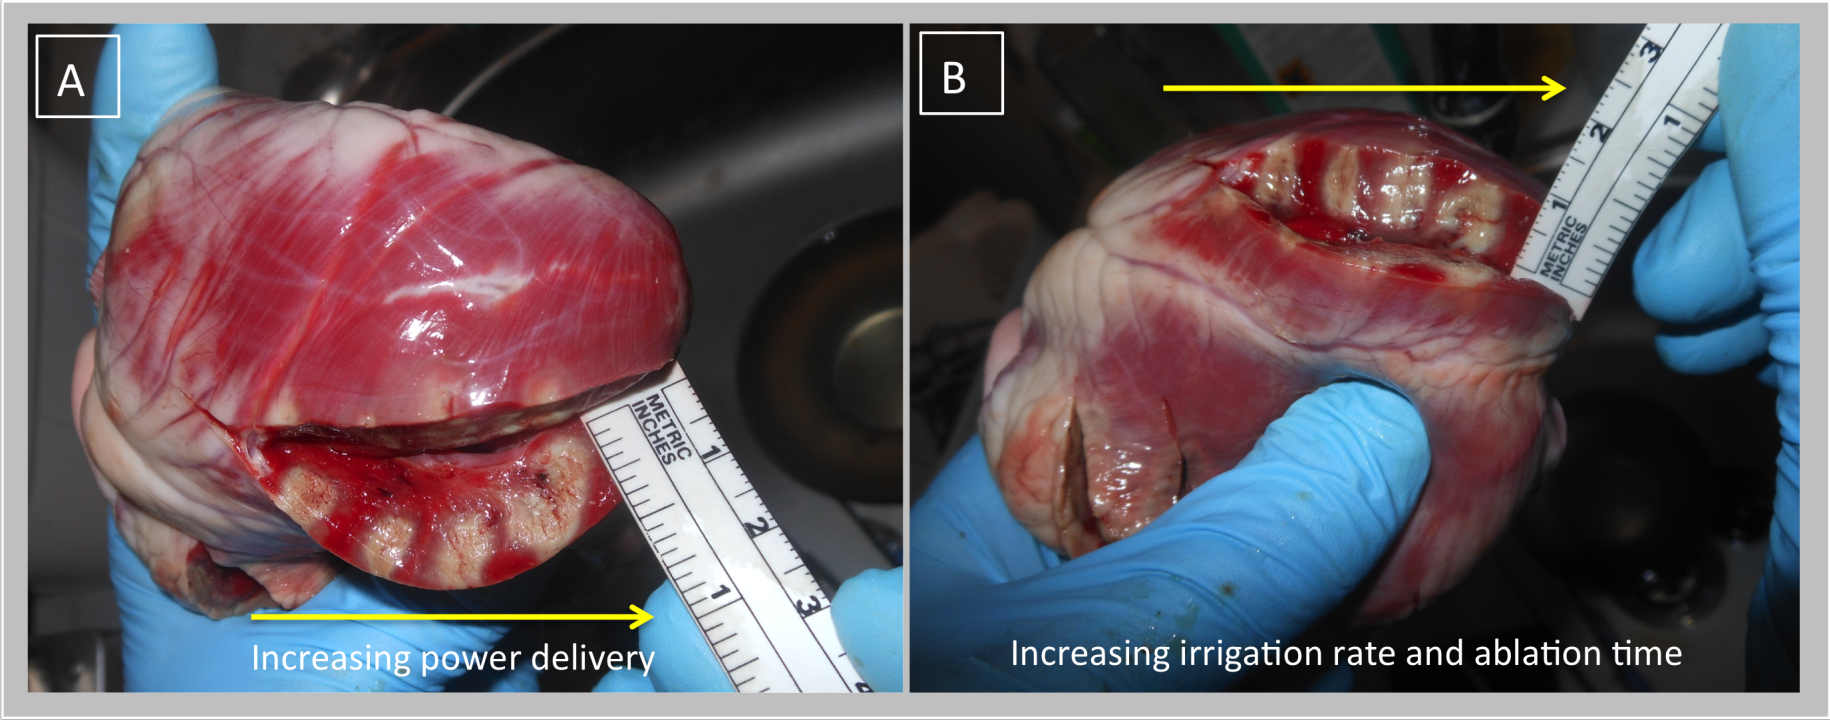 A
METRIC
INCHES
1
2
3
1
Increasing power delivery
B
3
2
1
1
METRIC
INCHES
Increasing irrigation rate and ablation time